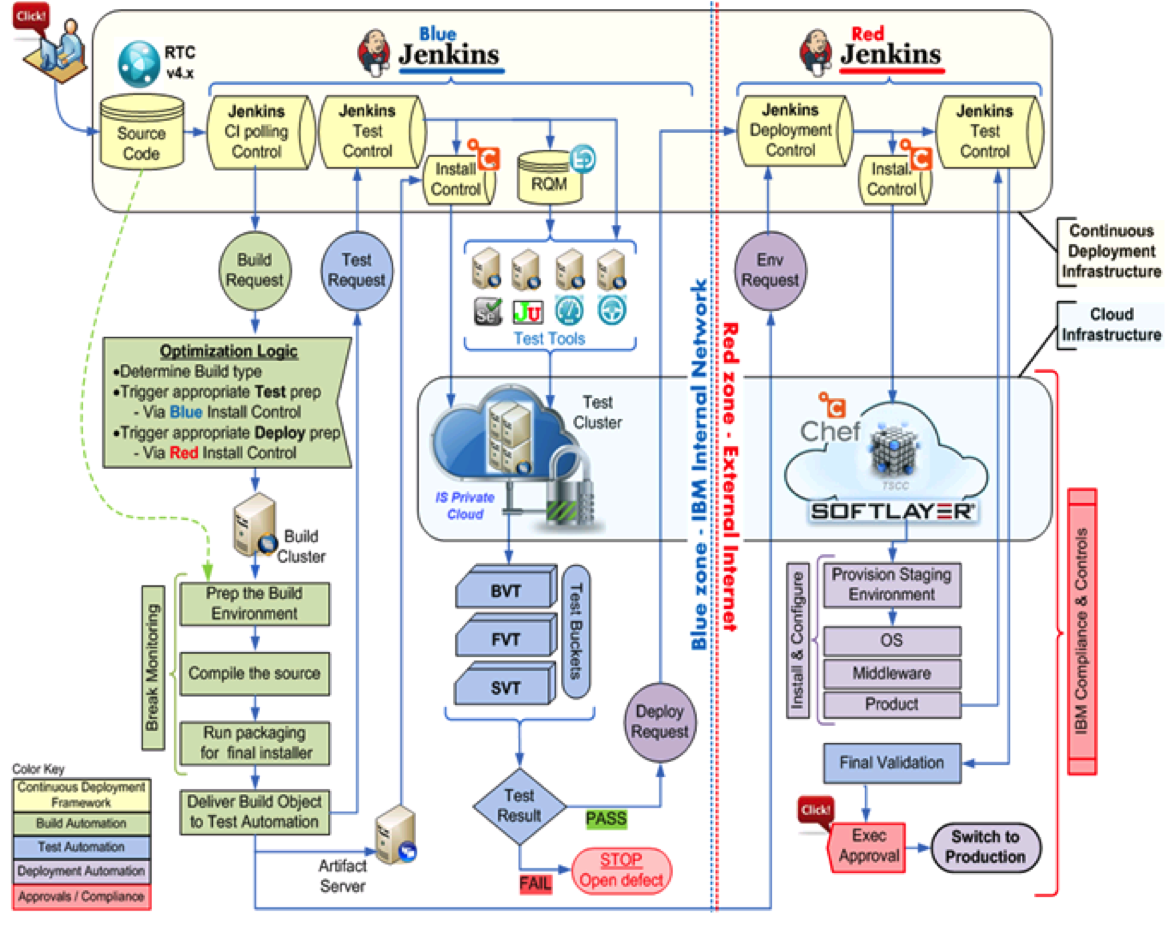 Click!
RTC
v4.x
Blue
Jenkins
Red
Jenkins
Source
Code
Jenkins
CI polling
Control
Jenkins
Test
Control
Install
Control
RQM
Jenkins
Deployment
Control
Install
Control
Jenkins
Test
Control
Build
Request
Test
Request
Env
Request
Continuous
Deployment
Infrastructure
Cloud
Infrastructure
Se
JU
Test Tools
Optimization Logic
•Determine Build type
•Trigger appropriate Test prep
- Via Blue Install Control
•Trigger appropriate Deploy prep
- Via Red Install Control
Test
Cluster
IS Private
Cloud
Blue zone - IBM Internal Network
Red zone - External Internet
Chef
TSCC
SOFTLAYER®
Build
Cluster
Break Monitoring
Prep the Build
Environment
Compile the source
Run packaging
for final installer
Deliver Build Object
to Test Automation
Artifact
Server
BVT
FVT
SVT
Test Buckets
Test
Result
PASS
FAIL
STOP
Open defect
Deploy
Request
Install & Configure
Provision Staging
Environment
OS
Middleware
Product
Final Validation
Click!
Exec
Approval
Switch to
Production
IBM Compliance & Controls
Color Key
Continuous Deployment
Framework
Build Automation
Test Automation
Deployment Automation
Approvals / Compliance